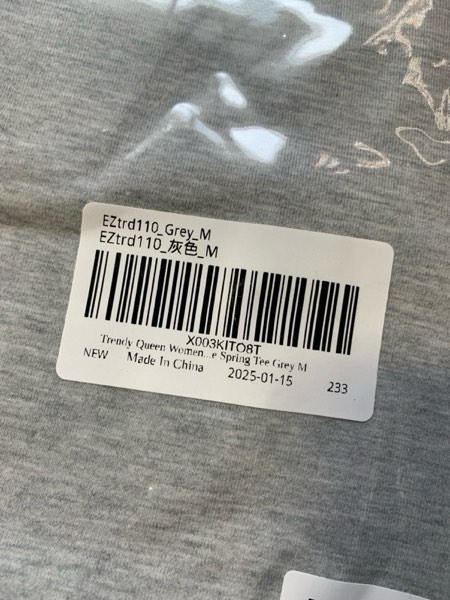 EZtrd110_Grey_M
EZtrd110_灰色_M
X003KITO8T
Trendy Queen Women...e Spring Tee Grey M
NEW Made In China 2025-01-15 233